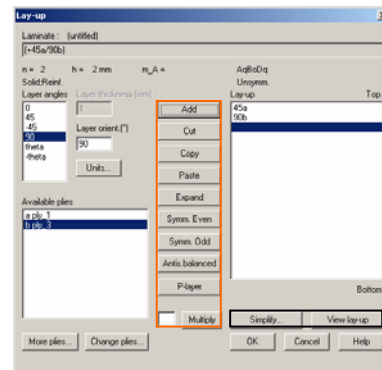 Lay-up
Laminate: (untitled)
(+45a/90b)
n = 2 h = 2 mm m_A = AqBoDq
Solid;Reinf. Unsymm.
Layer angles Layer thickness (mm) Lay-up Top
0 1 Add 45a
45 90b
-45 Layer orient.(°) Cut
90 90
theta Copy
-theta Units... Paste
Available plies Expand
a ply_1 Symm. Even
b ply_3
Symm. Odd
Antis.balanced
P-layer Bottom
Multiply Simplify... View lay-up
More plies... Change plies... OK Cancel Help